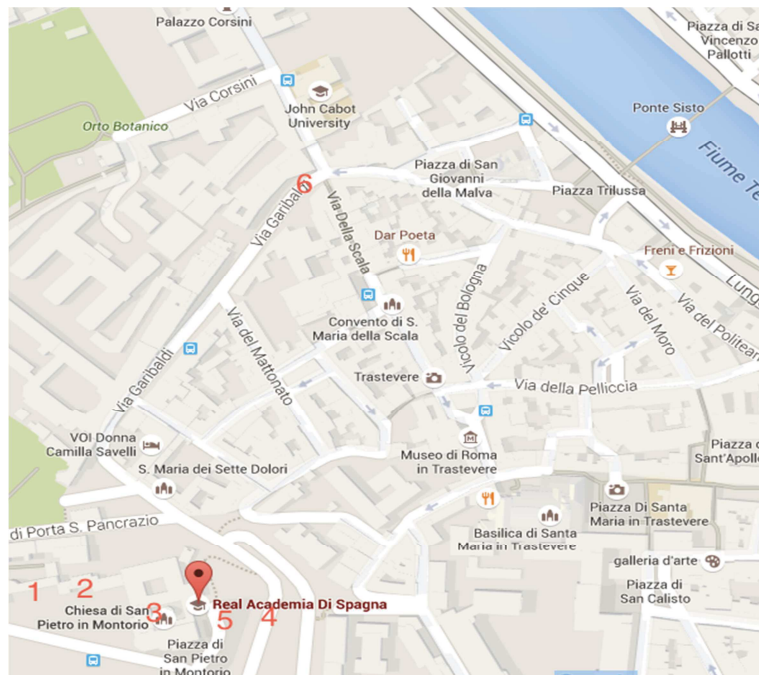 Palazzo Corsini
Piazza di Sa
Vincenzo
Pallotti
Via Corsini
John Cabot
University
Orto Botanico
Ponte Sisto
Fiume Te
Piazza di San
Giovanni
della Malva
Piazza Trilussa
6
Via Garibaldi
Via Della Scala
Dar Poeta
Freni e Frizioni
Lung
Vicolo del Bologna
Vicolo de' Cinque
Via del Moro
Via del Politeam
Convento di S.
Maria della Scala
Via del Mattonato
Via Garibaldi
Trastevere
Via della Pelliccia
VOI Donna
Camilla Savelli
S. Maria dei Sette Dolori
Museo di Roma
in Trastevere
Piazza d
Sant'Apollo
di Porta S. Pancrazio
Piazza Di Santa
Maria in Trastevere
Basilica di Santa
Maria in Trastevere
galleria d'arte
Piazza di
San Calisto
1
2
3
4
5
Chiesa di San
Pietro in Montorio
Real Academia Di Spagna
Piazza di
San Pietro
in Montorio